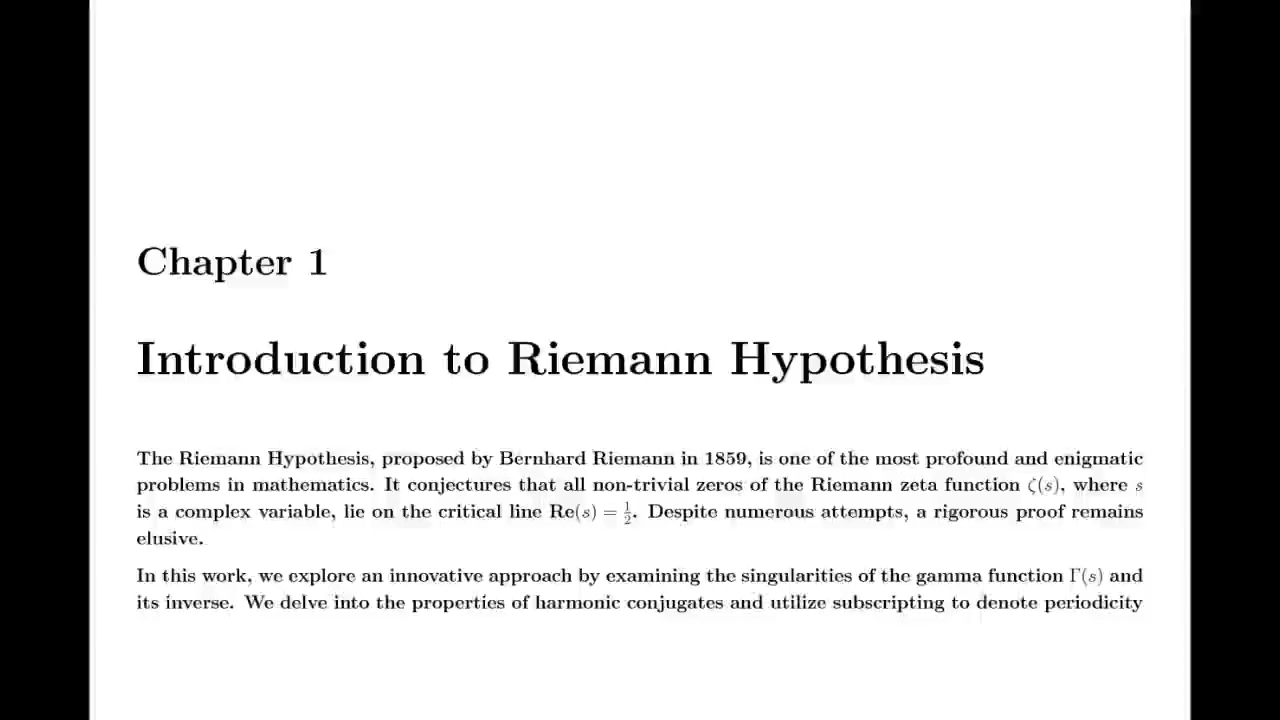 Chapter 1
Introduction to Riemann Hypothesis
The Riemann Hypothesis, proposed by Bernhard Riemann in 1859, is one of the most profound and enigmatic
problems in mathematics. It conjectures that all non-trivial zeros of the Riemann zeta function ζ(s), where s
is a complex variable, lie on the critical line Re(s) = 1/2. Despite numerous attempts, a rigorous proof remains
elusive.
In this work, we explore an innovative approach by examining the singularities of the gamma function Γ(s) and
its inverse. We delve into the properties of harmonic conjugates and utilize subscripting to denote periodicity